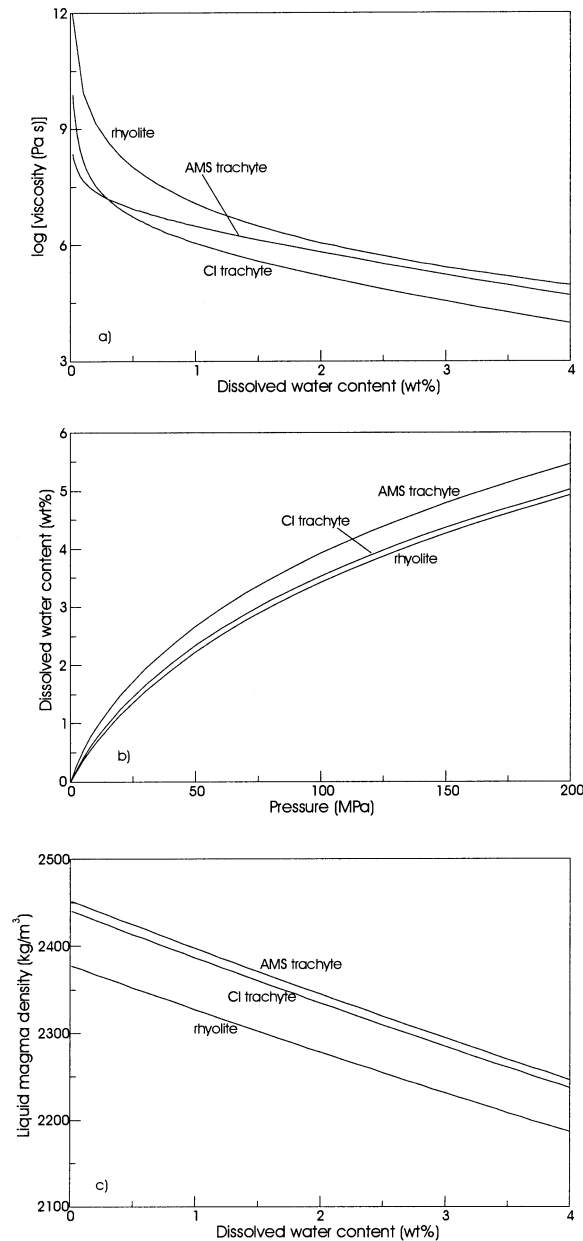 12
9
6
3
log [viscosity (Pa s)]
rhyolite
AMS trachyte
CI trachyte
a)
0 1 2 3 4
Dissolved water content (wt%)
6
5
4
3
2
1
0
Dissolved water content (wt%)
AMS trachyte
CI trachyte
rhyolite
b)
0 50 100 150 200
Pressure (MPa)
2500
2400
2300
2200
2100
Liquid magma density (kg/m³)
AMS trachyte
CI trachyte
rhyolite
c)
0 1 2 3 4
Dissolved water content (wt%)